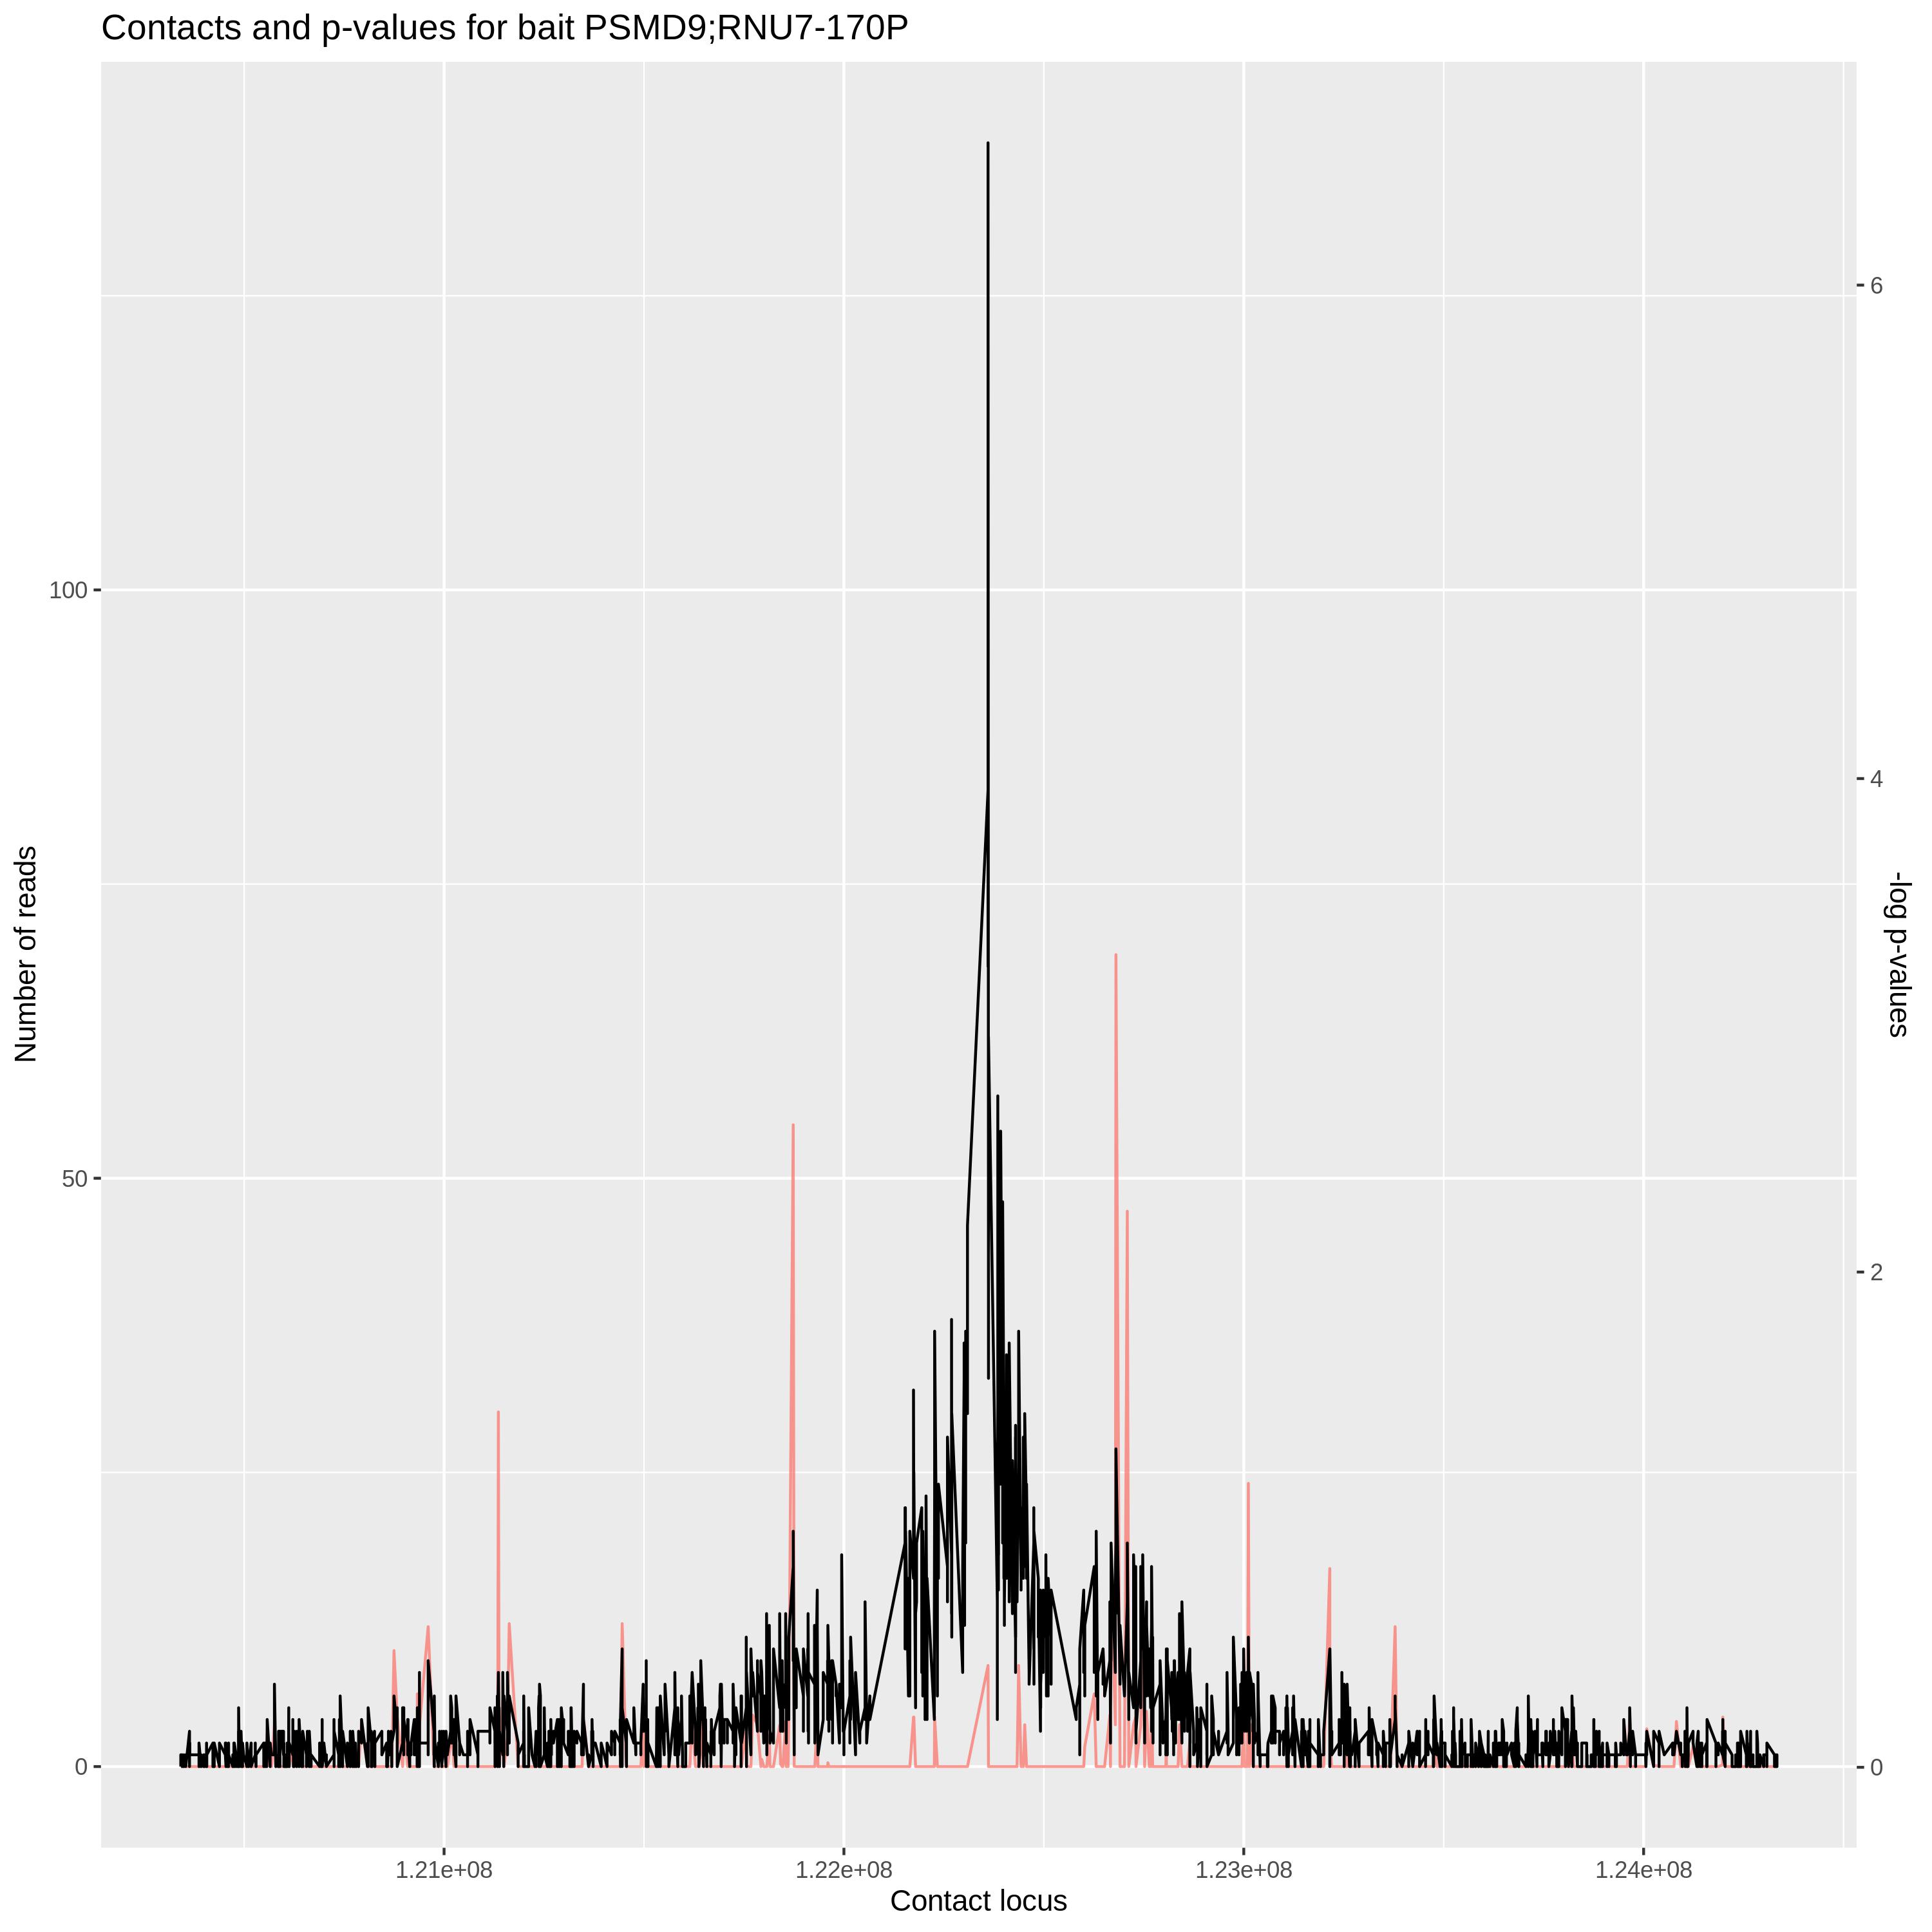 Contacts and p-values for bait PSMD9;RNU7-170P
Number of reads
100
50
0
6
4
2
0
-log p-values
1.21e+08
1.22e+08
1.23e+08
1.24e+08
Contact locus